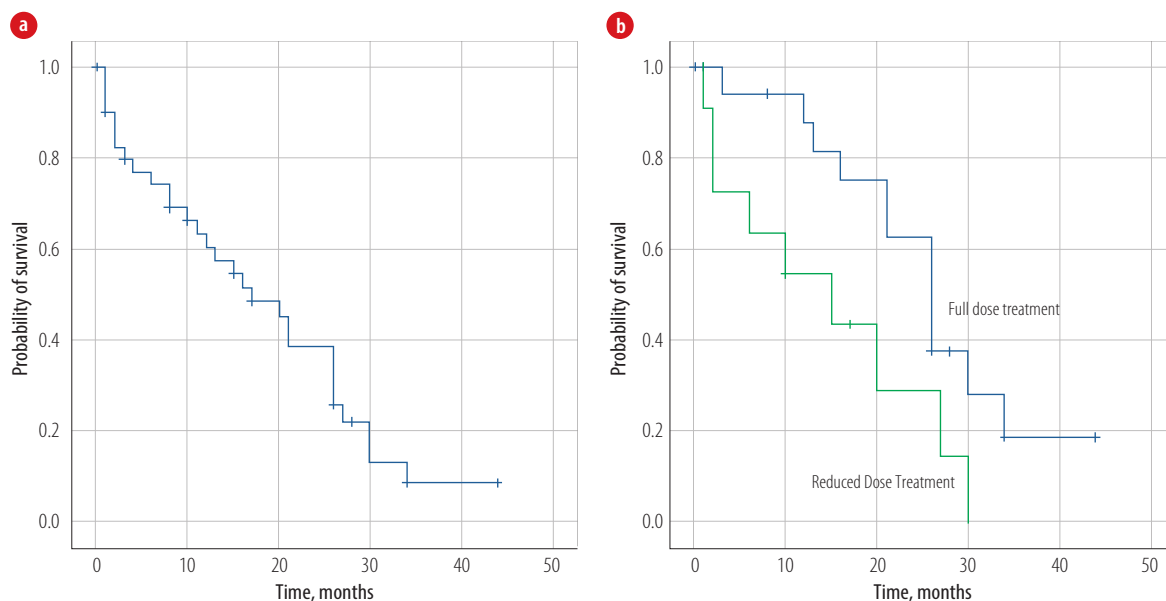 a
1.0
0.8
0.6
0.4
0.2
0.0
Probability of survival
0 10 20 30 40 50
Time, months
b
1.0
0.8
0.6
0.4
0.2
0.0
Probability of survival
Full dose treatment
Reduced Dose Treatment
0 10 20 30 40 50
Time, months